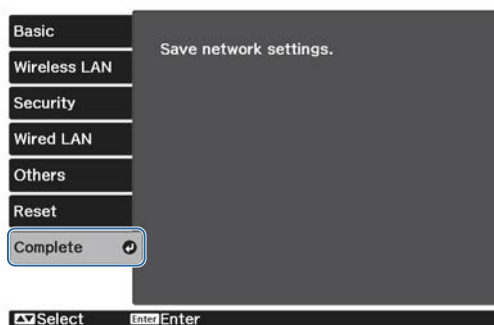 Basic
Save network settings.
Wireless LAN
Security
Wired LAN
Others
Reset
Complete
Select Enter Enter